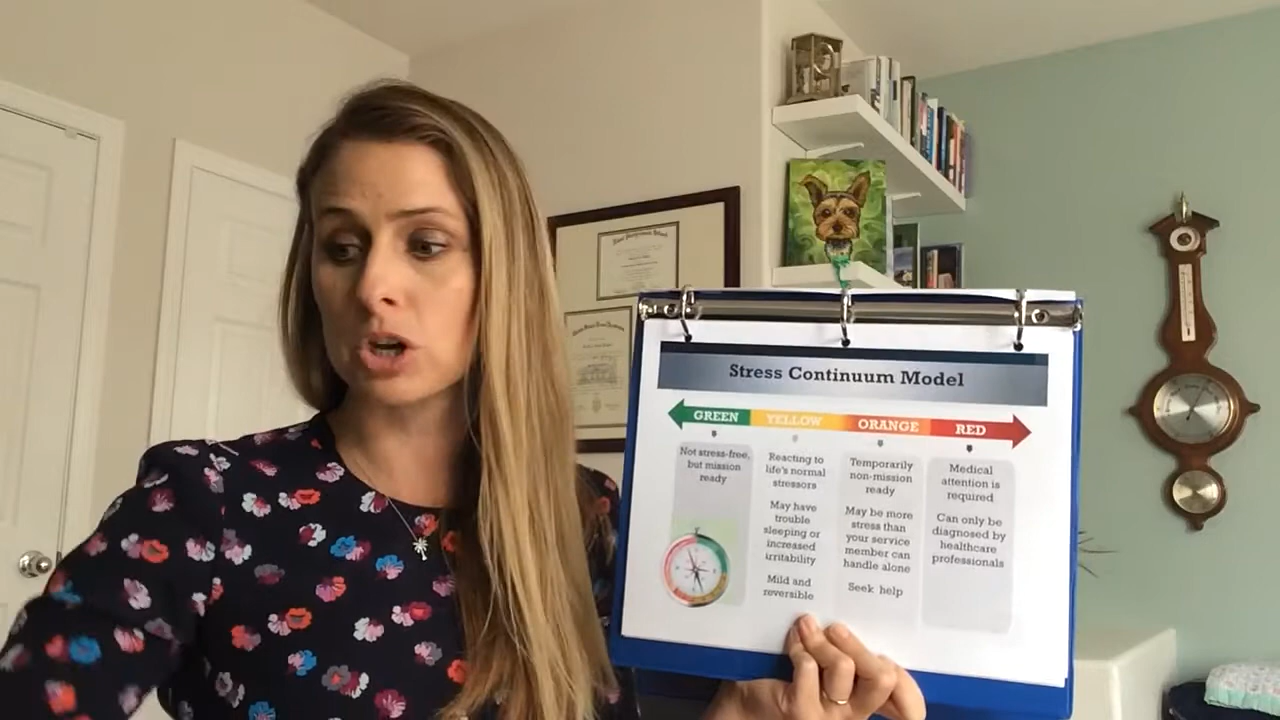 Stress Continuum Model
GREEN YELLOW ORANGE RED
Not stress-free,
but mission
ready
Reacting to
life's normal
stressors
May have
trouble
sleeping or
increased
irritability
Mild and
reversible
Temporarily
non-mission
ready
May be more
stress than
your service
member can
handle alone
Seek help
Medical
attention is
required
Can only be
diagnosed by
healthcare
professionals